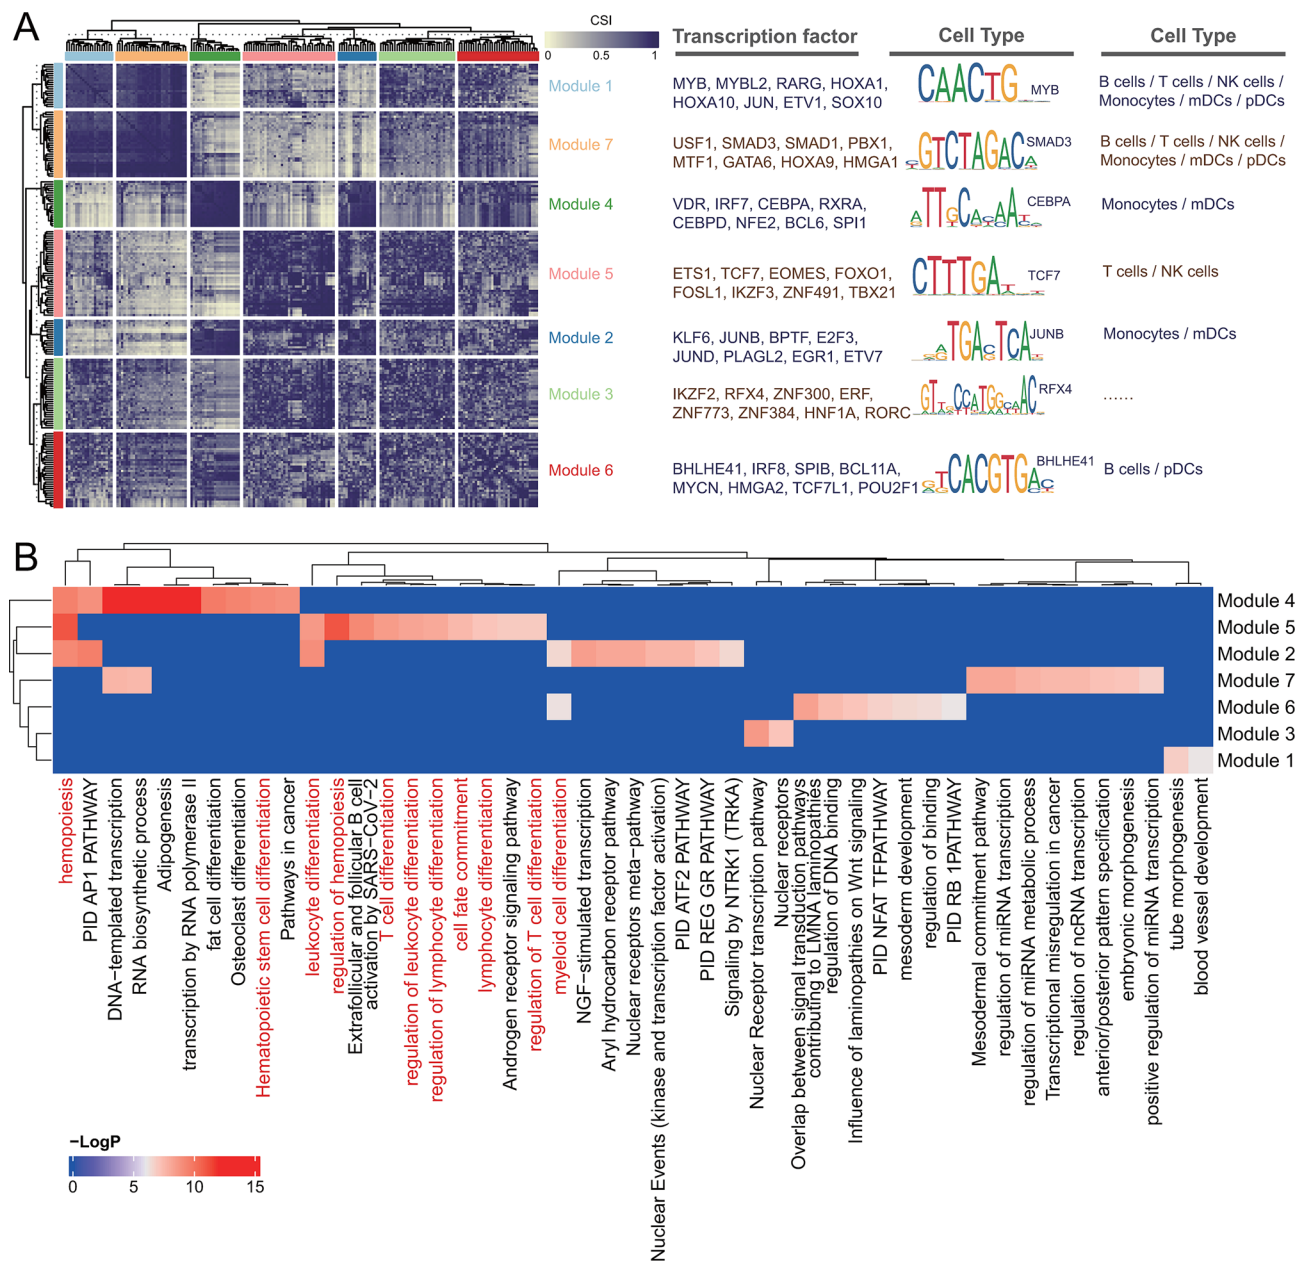 A
CSI
0 0.5 1
Transcription factor
Cell Type
Cell Type
Module 1
MYB, MYBL2, RARG, HOXA1,
HOXA10, JUN, ETV1, SOX10
CAACTG MYB
B cells / T cells / NK cells /
Monocytes / mDCs / pDCs
Module 7
USF1, SMAD3, SMAD1, PBX1,
MTF1, GATA6, HOXA9, HMGA1
GTCTAGAC SMAD3
B cells / T cells / NK cells /
Monocytes / mDCs / pDCs
Module 4
VDR, IRF7, CEBPA, RXRA,
CEBPD, NFE2, BCL6, SPI1
CEBPA
Monocytes / mDCs
Module 5
ETS1, TCF7, EOMES, FOXO1,
FOSL1, IKZF3, ZNF491, TBX21
CTTTGA TCF7
T cells / NK cells
Module 2
KLF6, JUNB, BPTF, E2F3,
JUND, PLAGL2, EGR1, ETV7
JUNB
Monocytes / mDCs
Module 3
IKZF2, RFX4, ZNF300, ERF,
ZNF773, ZNF384, HNF1A, RORC
RFX4
......
Module 6
BHLHE41, IRF8, SPIB, BCL11A,
MYCN, HMGA2, TCF7L1, POU2F1
TCACGTGA BHLHE41
B cells / pDCs
B
Module 4
Module 5
Module 2
Module 7
Module 6
Module 3
Module 1
hemopoiesis
PID AP1 PATHWAY
DNA−templated transcription
RNA biosynthetic process
Adipogenesis
transcription by RNA polymerase II
fat cell differentiation
Osteoclast differentiation
Hematopoietic stem cell differentiation
Pathways in cancer
leukocyte differentiation
regulation of hemopoiesis
Extrafollicular and follicular B cell
activation by SARS−CoV−2
T cell differentiation
regulation of leukocyte differentiation
regulation of lymphocyte differentiation
cell fate commitment
lymphocyte differentiation
Androgen receptor signaling pathway
regulation of T cell differentiation
myeloid cell differentiation
NGF−stimulated transcription
Aryl hydrocarbon receptor pathway
Nuclear receptors meta−pathway
Nuclear Events (kinase and transcription factor activation)
PID ATF2 PATHWAY
PID REG GR PATHWAY
Signaling by NTRK1 (TRKA)
Nuclear Receptor transcription pathway
Nuclear receptors
Overlap between signal transduction pathways
contributing to LMNA laminopathies
regulation of DNA binding
Influence of laminopathies on Wnt signaling
PID NFAT TFPATHWAY
mesoderm development
regulation of binding
PID RB 1PATHWAY
Mesodermal commitment pathway
regulation of miRNA transcription
regulation of miRNA metabolic process
Transcriptional misregulation in cancer
regulation of ncRNA transcription
anterior/posterior pattern specification
embryonic morphogenesis
positive regulation of miRNA transcription
tube morphogenesis
blood vessel development
−LogP
0 5 10 15